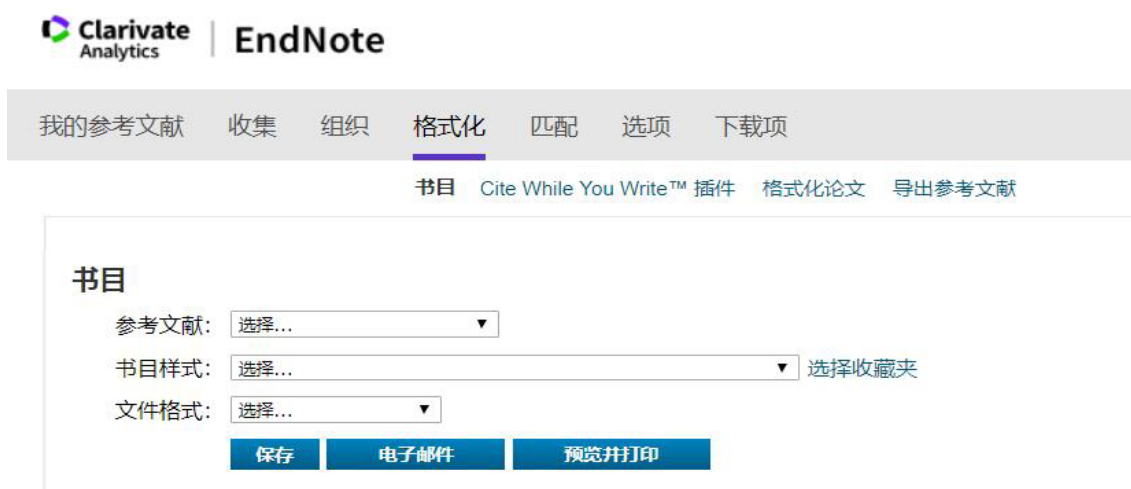 Clarivate
Analytics
EndNote
我的参考文献 收集 组织 格式化 匹配 选项 下载项
书目 Cite While You Write™ 插件 格式化论文 导出参考文献
书目
参考文献: 选择...
书目样式: 选择... 选择收藏夹
文件格式: 选择...
保存 电子邮件 预览并打印